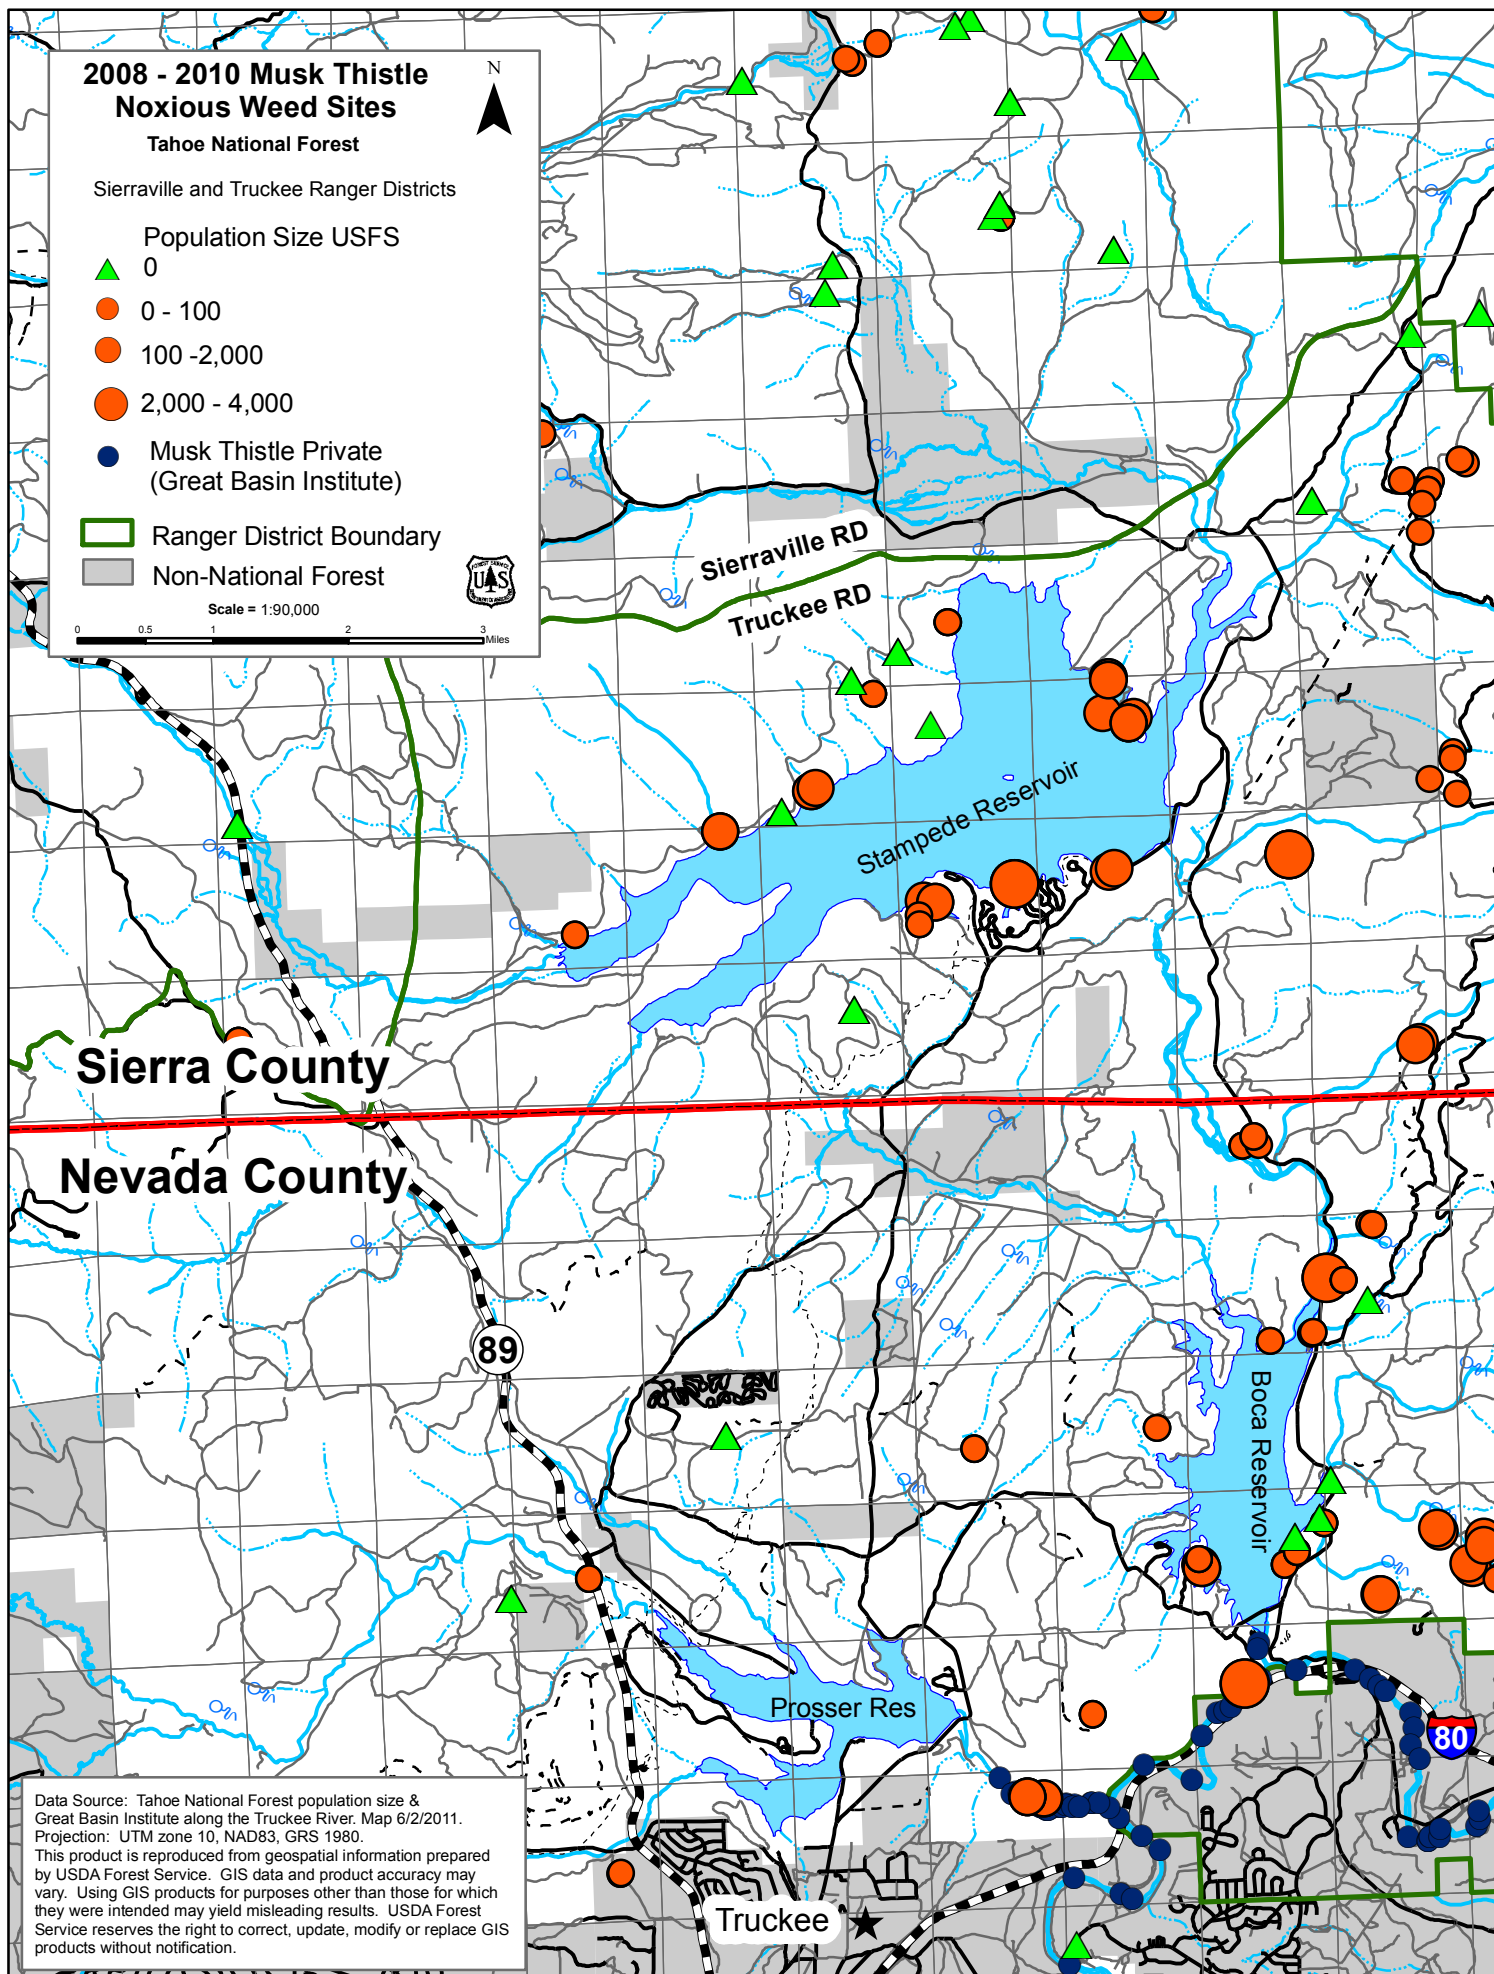 2008 - 2010 Musk Thistle
Noxious Weed Sites
N
Tahoe National Forest
Sierraville and Truckee Ranger Districts
Population Size USFS
0
0 - 100
100 -2,000
2,000 - 4,000
Musk Thistle Private
(Great Basin Institute)
Ranger District Boundary
Non-National Forest
U S
Scale = 1:90,000
0 0.5 1 2 3
Miles
Sierraville RD
Truckee RD
Stampede Reservoir
Sierra County
Nevada County
89
Boca Reservoir
Prosser Res
80
Truckee
Data Source: Tahoe National Forest population size &
Great Basin Institute along the Truckee River. Map 6/2/2011.
Projection: UTM zone 10, NAD83, GRS 1980.
This product is reproduced from geospatial information prepared
by USDA Forest Service. GIS data and product accuracy may
vary. Using GIS products for purposes other than those for which
they were intended may yield misleading results. USDA Forest
Service reserves the right to correct, update, modify or replace GIS
products without notification.